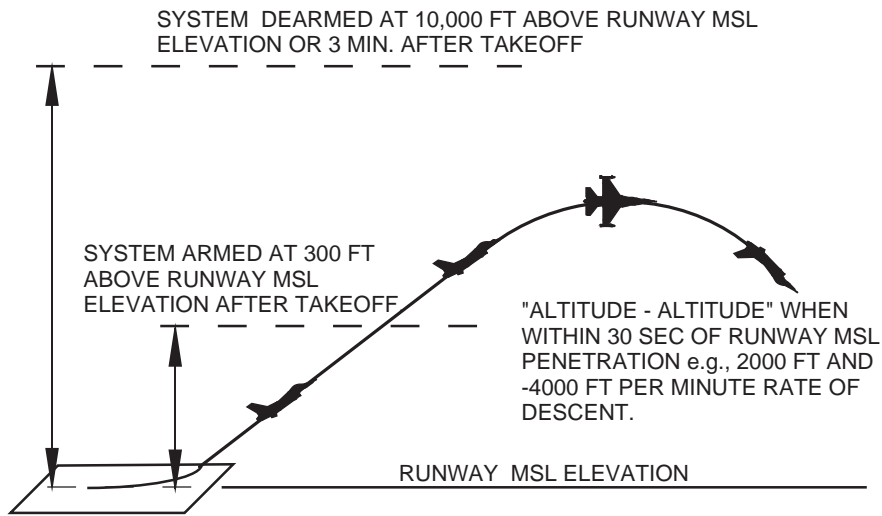 SYSTEM DEARMED AT 10,000 FT ABOVE RUNWAY MSL
ELEVATION OR 3 MIN. AFTER TAKEOFF
SYSTEM ARMED AT 300 FT
ABOVE RUNWAY MSL
ELEVATION AFTER TAKEOFF
"ALTITUDE - ALTITUDE" WHEN
WITHIN 30 SEC OF RUNWAY MSL
PENETRATION e.g., 2000 FT AND
-4000 FT PER MINUTE RATE OF
DESCENT.
RUNWAY MSL ELEVATION